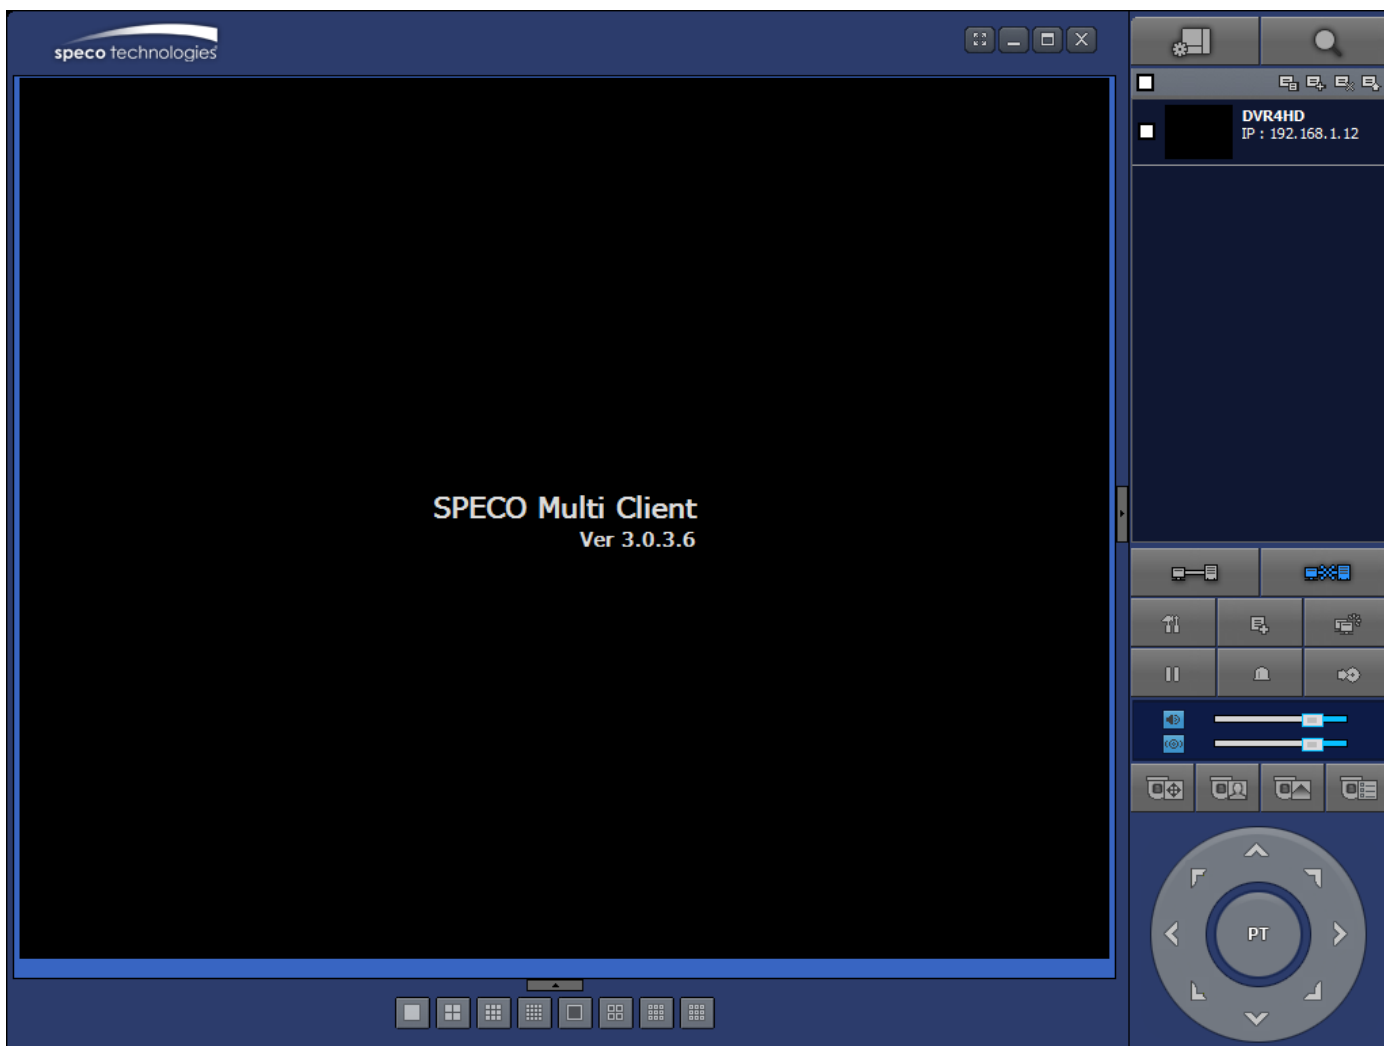 speco technologies
DVR4HD
IP : 192.168.1.12
SPECO Multi Client
Ver 3.0.3.6
PT